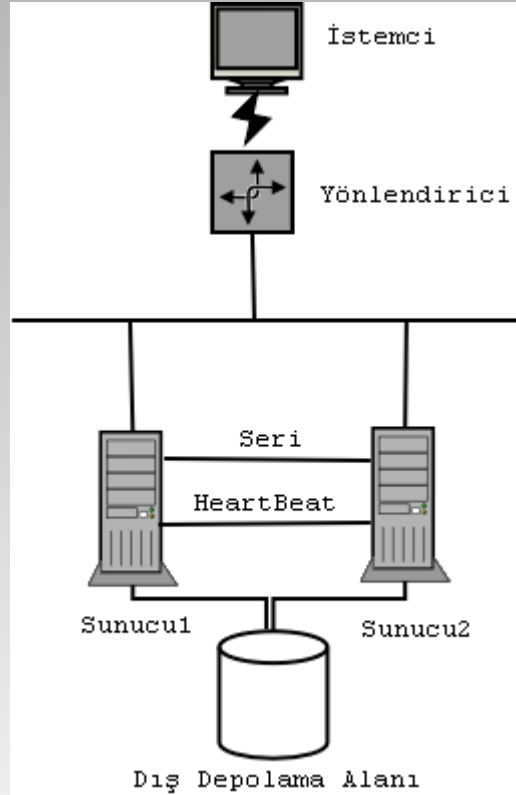 İstemci
Yönlendirici
Seri
HeartBeat
Sunucu1
Sunucu2
Dış Depolama Alanı